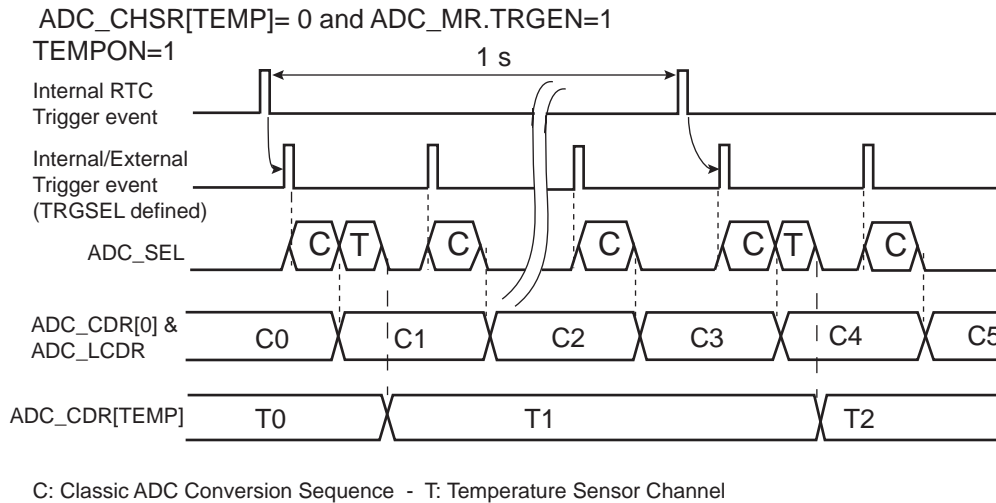 ADC_CHSR[TEMP]= 0 and ADC_MR.TRGEN=1
TEMPON=1
1 s
Internal RTC
Trigger event
Internal/External
Trigger event
(TRGSEL defined)
ADC_SEL
C T C C C T C
ADC_CDR[0] &
ADC_LCDR
C0 C1 C2 C3 C4 C5
ADC_CDR[TEMP]
T0 T1 T2
C: Classic ADC Conversion Sequence - T: Temperature Sensor Channel